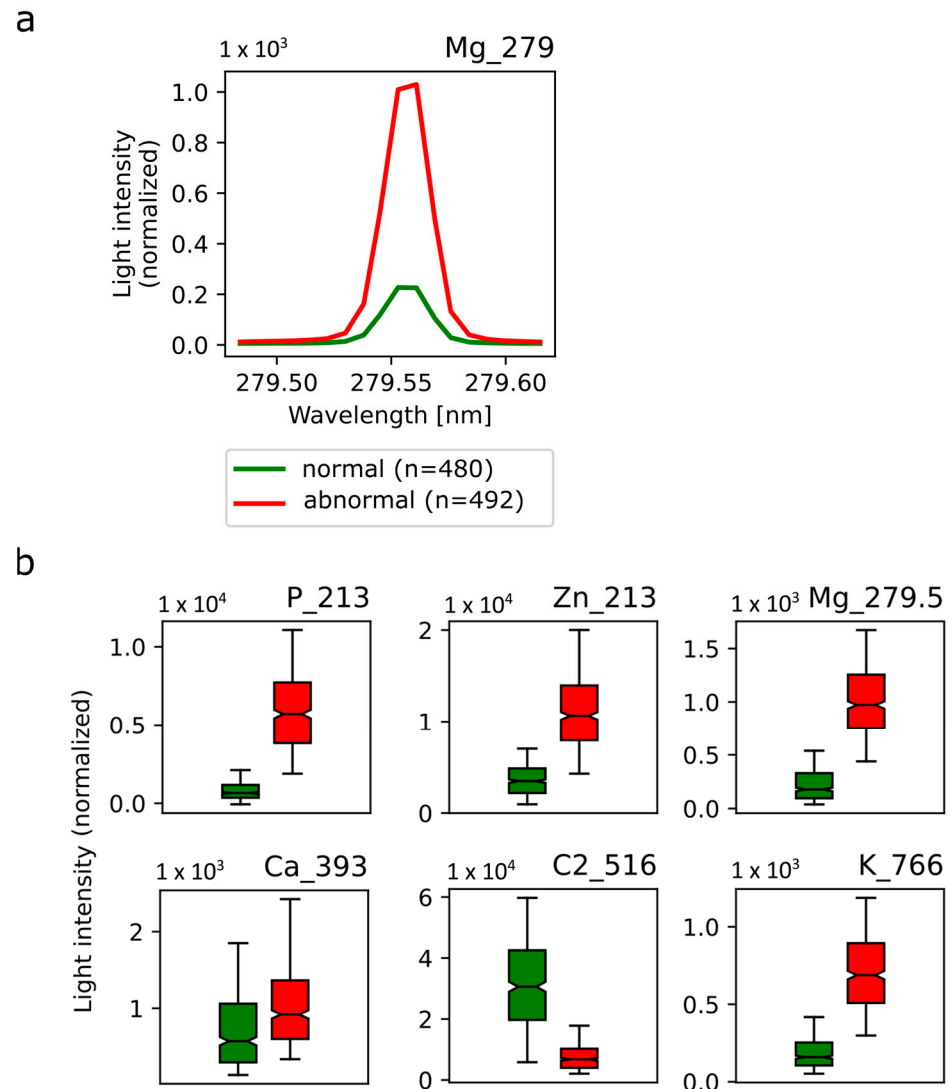 a
1 x 10³ Mg_279
1.0
0.8
0.6
0.4
0.2
0.0
Light intensity
(normalized)
279.50 279.55 279.60
Wavelength [nm]
normal (n=480)
abnormal (n=492)
b
Light intensity (normalized)
1 x 10⁴ P_213
1.0
0.5
0.0
1 x 10⁴ Zn_213
2
1
0
1 x 10³ Mg_279.5
1.5
1.0
0.5
0.0
1 x 10³ Ca_393
2
1
1 x 10⁴ C2_516
6
4
2
0
1 x 10³ K_766
1.0
0.5
0.0